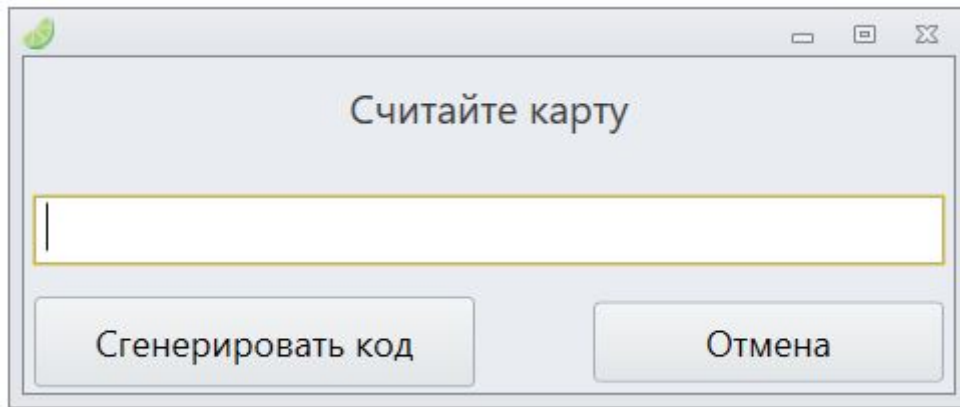 Считайте карту
Сгенерировать код
Отмена